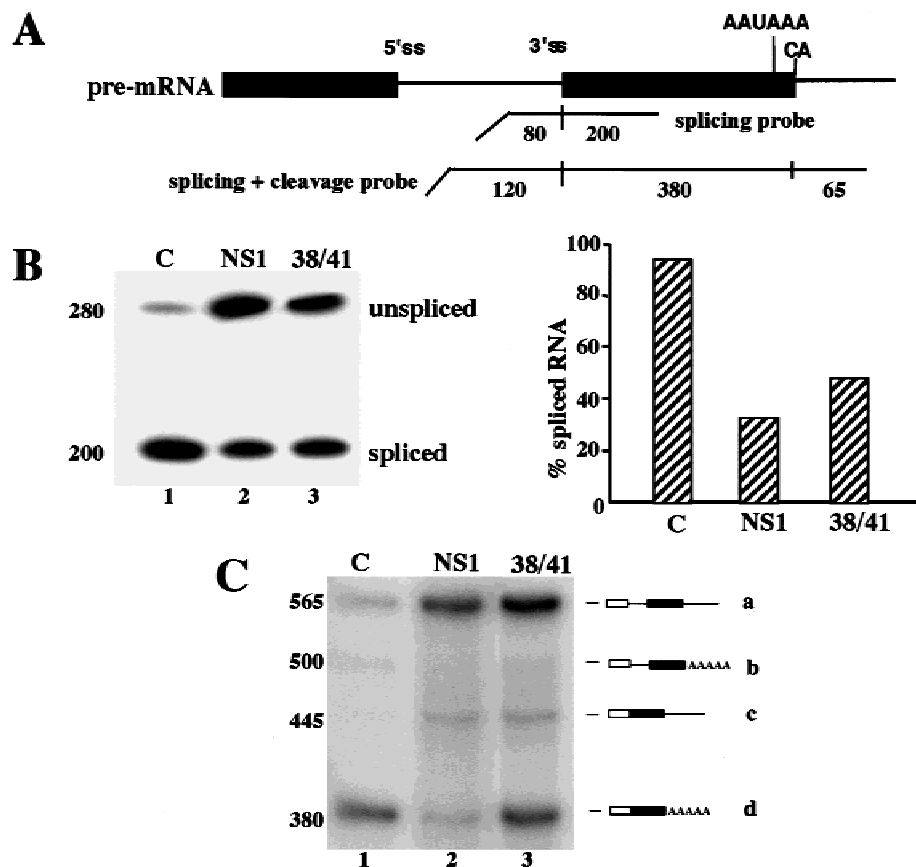 A
AAUAAA
5'ss
3'ss
CA
pre-mRNA
80
200
splicing probe
splicing + cleavage probe
120
380
65
B
C NS1 38/41
280
unspliced
200
spliced
1 2 3
% spliced RNA
100
80
60
40
20
0
C NS1 38/41
C
C NS1 38/41
565
a
500
AAAAA
b
445
c
380
AAAAA
d
1 2 3